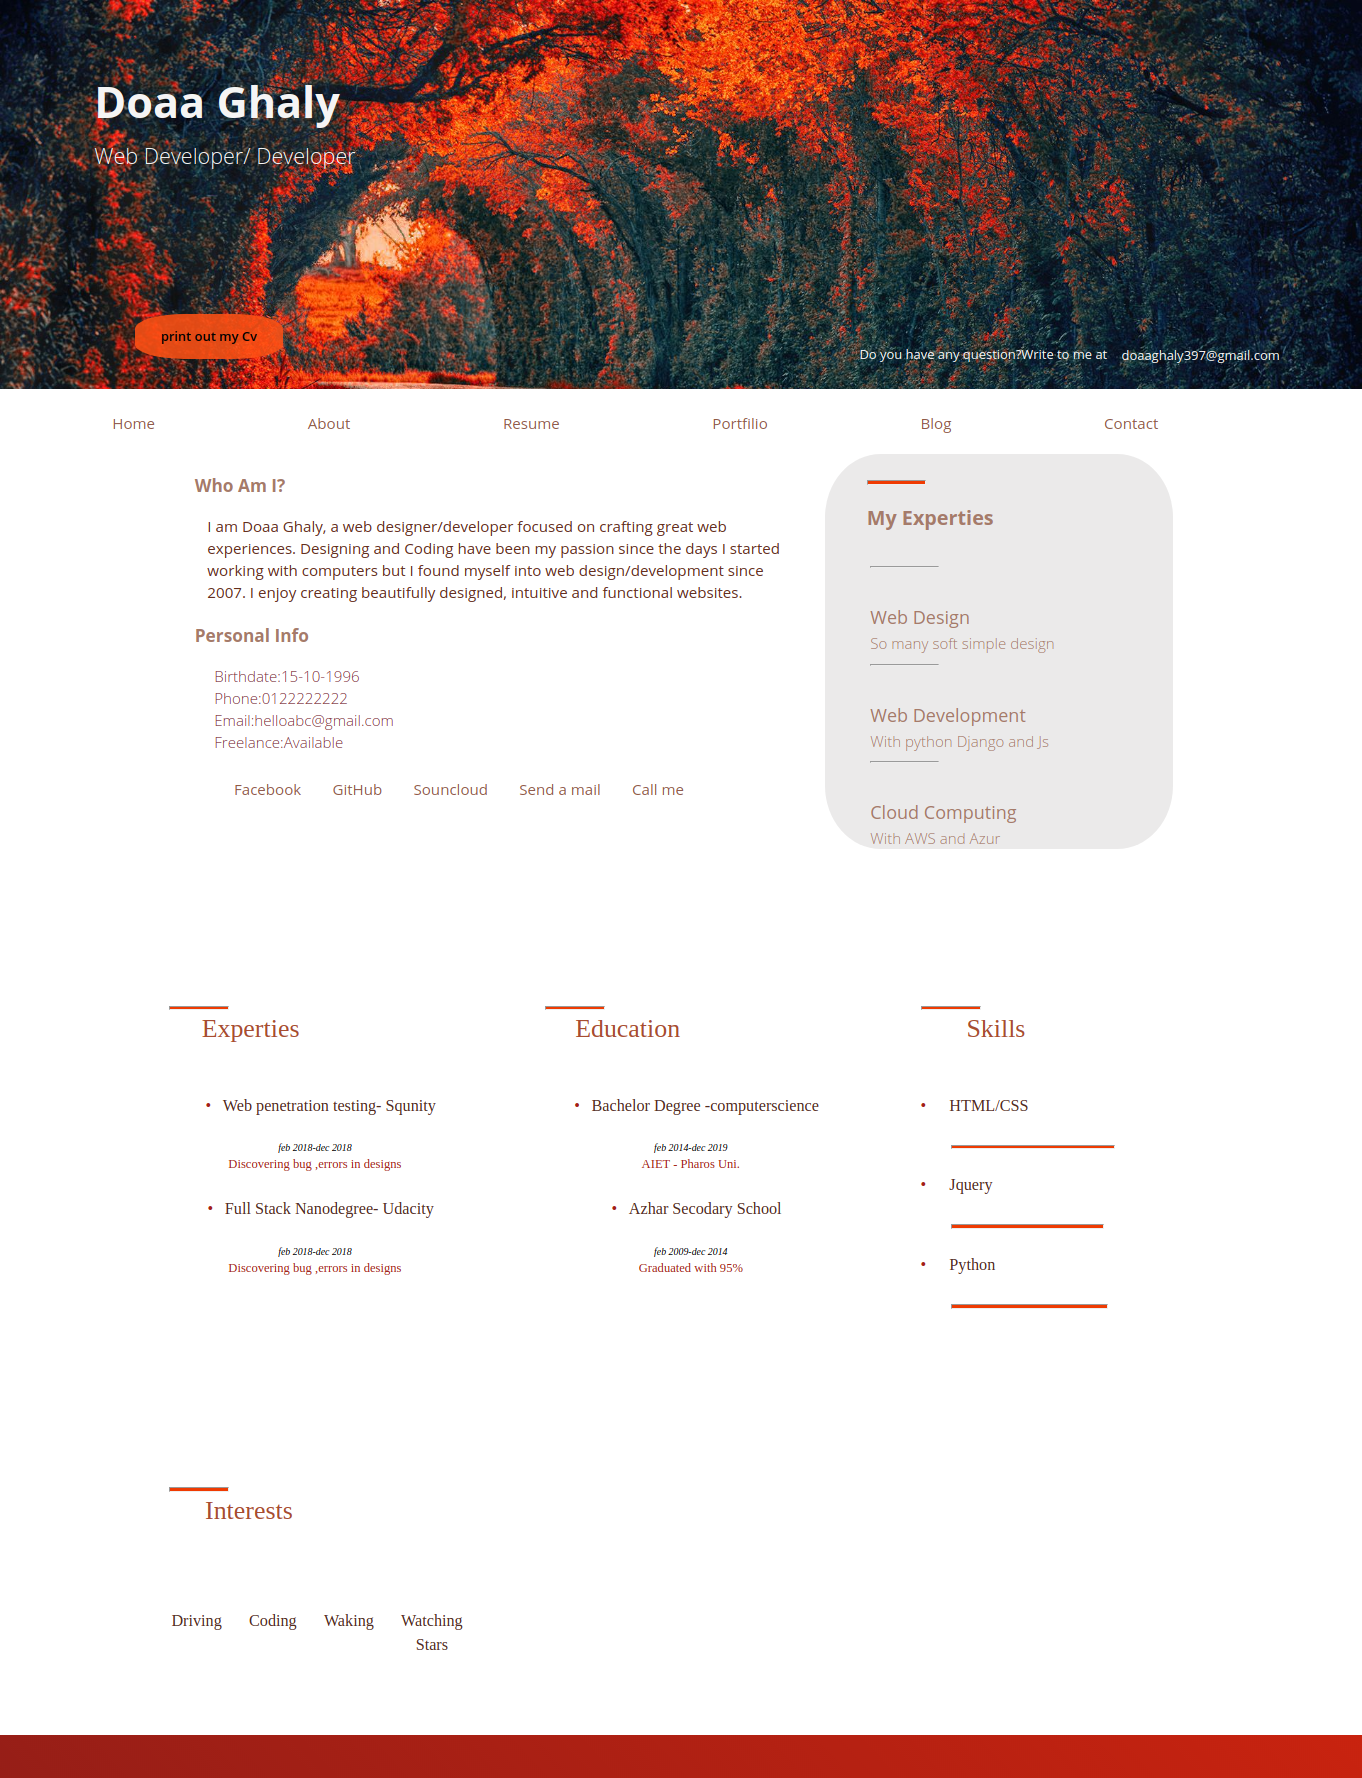 Doaa Ghaly
Web Developer/ Developer
print out my Cv
Do you have any question?Write to me at doaaghaly397@gmail.com
Home About Resume Portfilio Blog Contact
Who Am I?
I am Doaa Ghaly, a web designer/developer focused on crafting great web
experiences. Designing and Coding have been my passion since the days I started
working with computers but I found myself into web design/development since
2007. I enjoy creating beautifully designed, intuitive and functional websites.
Personal Info
Birthdate:15-10-1996
Phone:0122222222
Email:helloabc@gmail.com
Freelance:Available
Facebook GitHub Souncloud Send a mail Call me
My Experties
Web Design
So many soft simple design
Web Development
With python Django and Js
Cloud Computing
With AWS and Azur
Experties
• Web penetration testing- Squnity
feb 2018-dec 2018
Discovering bug ,errors in designs
• Full Stack Nanodegree- Udacity
feb 2018-dec 2018
Discovering bug ,errors in designs
Education
• Bachelor Degree -computerscience
feb 2014-dec 2019
AIET - Pharos Uni.
• Azhar Secodary School
feb 2009-dec 2014
Graduated with 95%
Skills
• HTML/CSS
• Jquery
• Python
Interests
Driving Coding Waking Watching
Stars